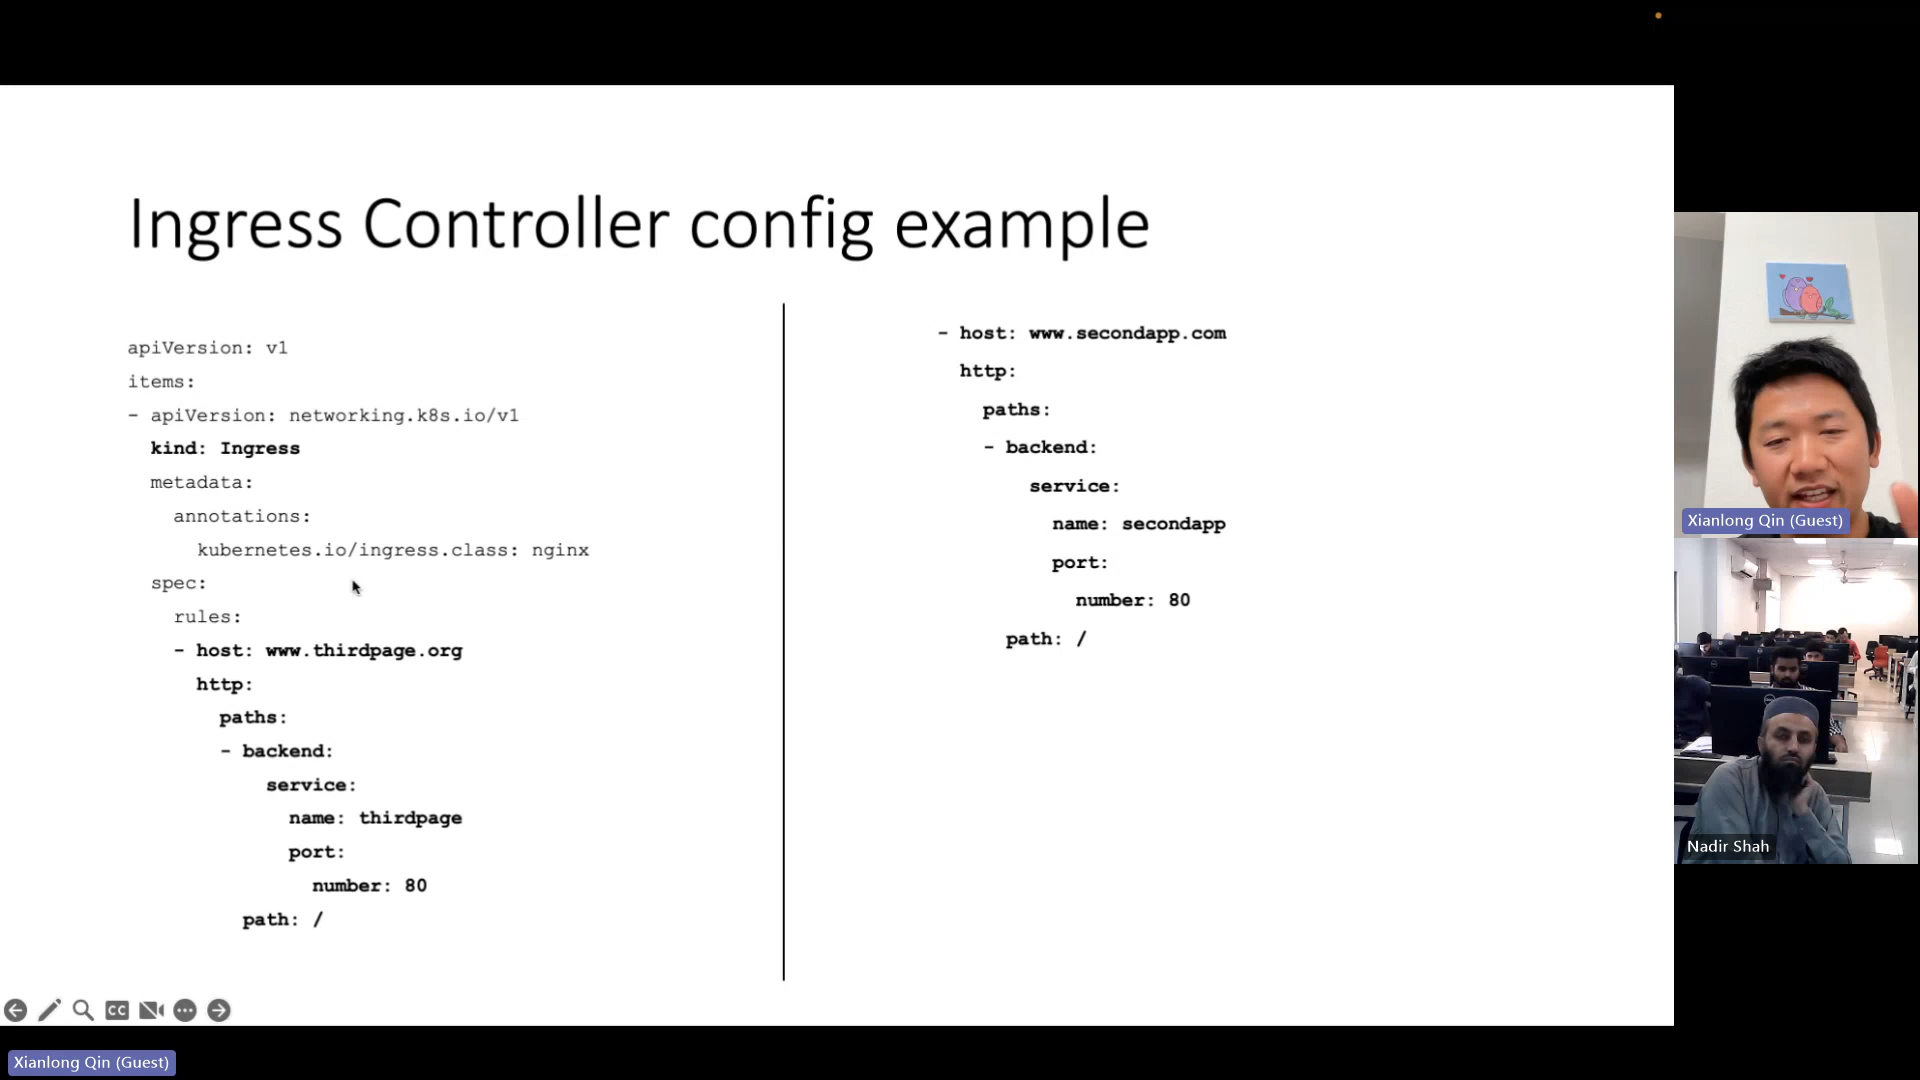 Ingress Controller config example
apiVersion: v1
items:
- apiVersion: networking.k8s.io/v1
kind: Ingress
metadata:
annotations:
kubernetes.io/ingress.class: nginx
spec:
rules:
- host: www.thirdpage.org
http:
paths:
- backend:
service:
name: thirdpage
port:
number: 80
path: /
- host: www.secondapp.com
http:
paths:
- backend:
service:
name: secondapp
port:
number: 80
path: /
CC
Xianlong Qin (Guest)
Nadir Shah
Xianlong Qin (Guest)